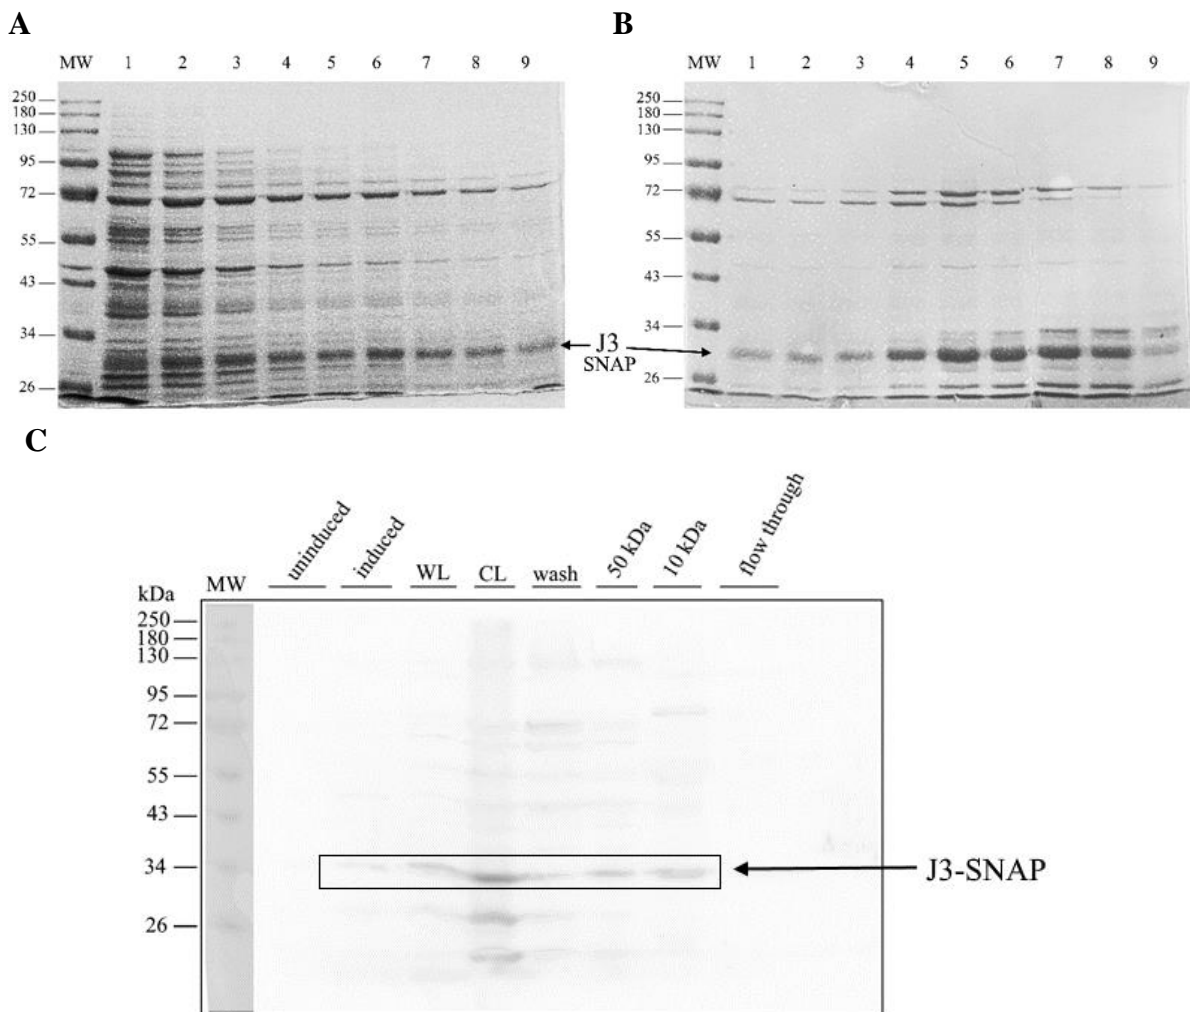 A
B
MW 1 2 3 4 5 6 7 8 9
MW 1 2 3 4 5 6 7 8 9
250
180
130
95
72
55
43
34
26
250
180
130
95
72
55
43
34
26
J3
SNAP
C
uninduced
induced
WL
CL
wash
50 kDa
10 kDa
flow through
MW
kDa
250
180
130
95
72
55
43
34
26
J3-SNAP